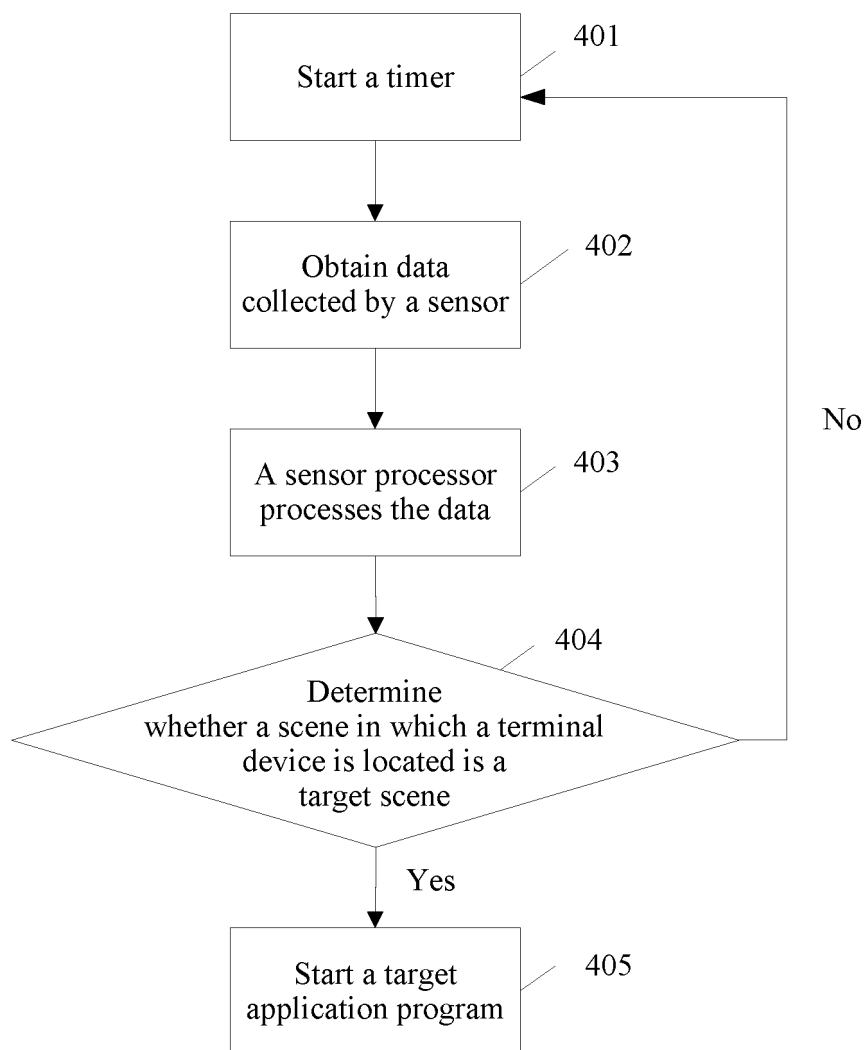 401
Start a timer
402
Obtain data
collected by a sensor
No
403
A sensor processor
processes the data
404
Determine
whether a scene in which a terminal
device is located is a
target scene
Yes
405
Start a target
application program